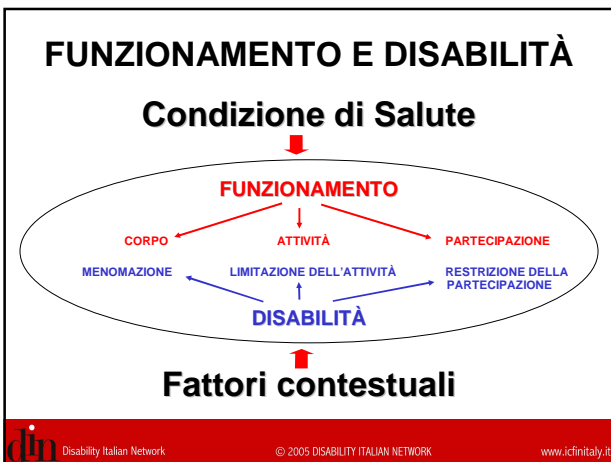 FUNZIONAMENTO E DISABILITÀ
Condizione di Salute
FUNZIONAMENTO
CORPO ATTIVITÀ PARTECIPAZIONE
MENOMAZIONE LIMITAZIONE DELL'ATTIVITÀ RESTRIZIONE DELLA
PARTECIPAZIONE
DISABILITÀ
Fattori contestuali
din Disability Italian Network © 2005 DISABILITY ITALIAN NETWORK www.icfinitaly.it